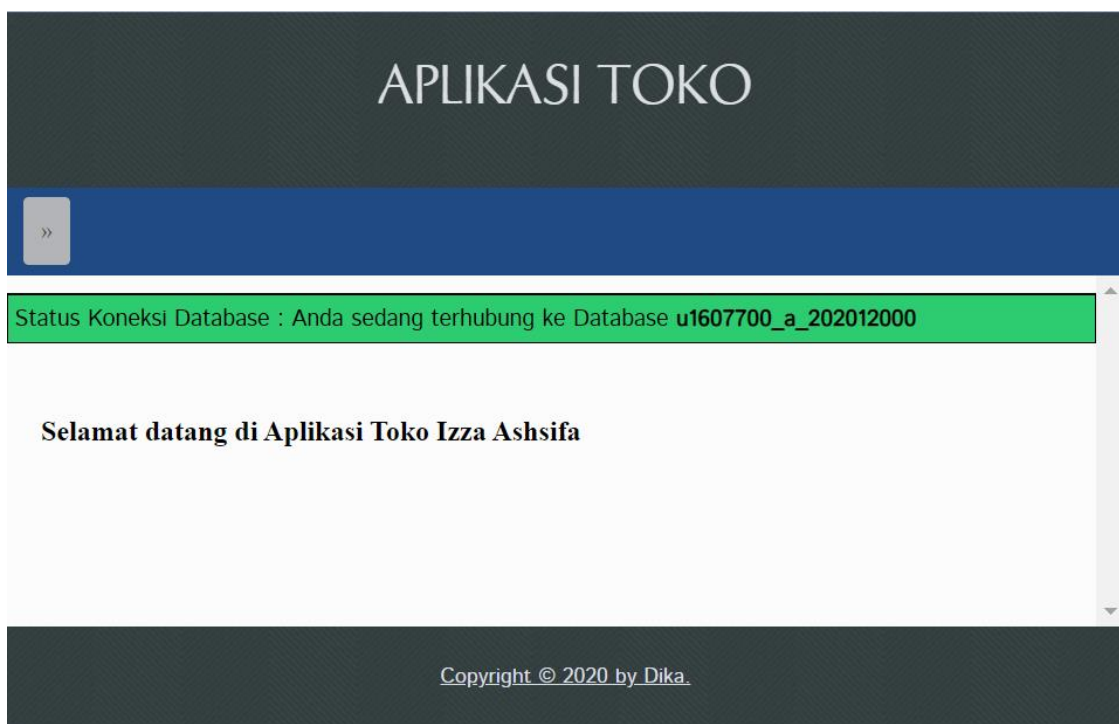 APLIKASI TOKO
»
Status Koneksi Database : Anda sedang terhubung ke Database u1607700_a_202012000
Selamat datang di Aplikasi Toko Izza Ashsifa
Copyright © 2020 by Dika.